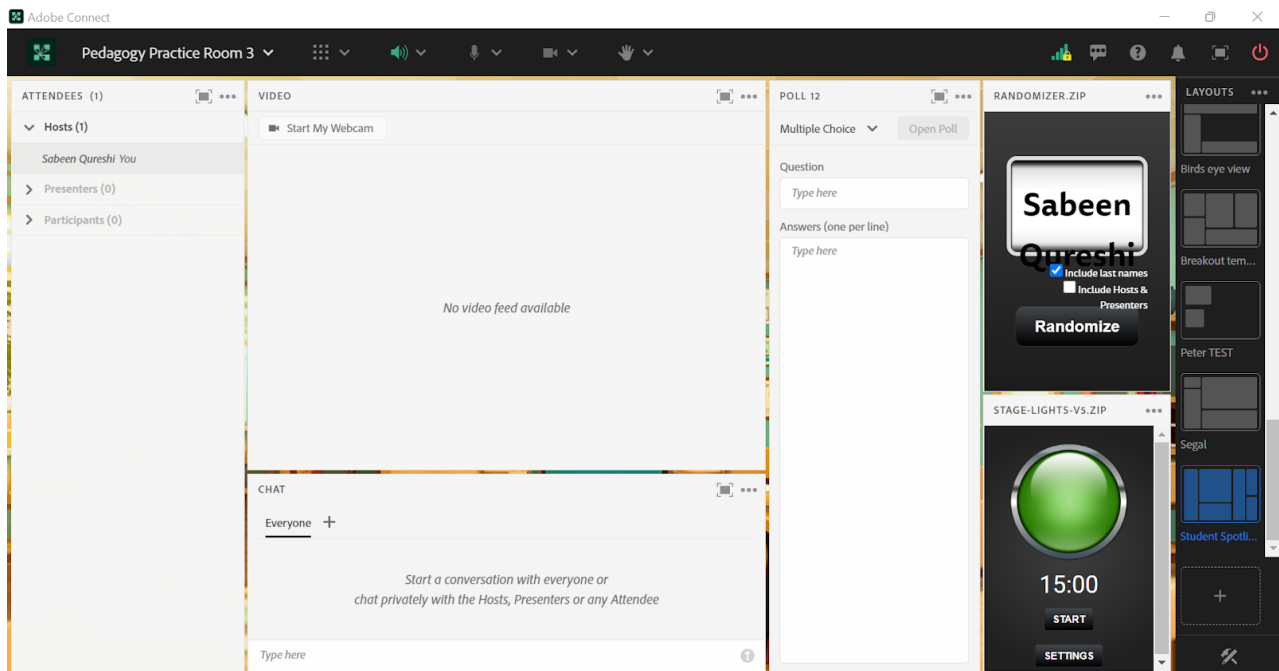 Adobe Connect
Pedagogy Practice Room 3
ATTENDEES (1)
Hosts (1)
Sabeen Qureshi You
Presenters (0)
Participants (0)
VIDEO
Start My Webcam
No video feed available
CHAT
Everyone
Start a conversation with everyone or
chat privately with the Hosts, Presenters or any Attendee
Type here
POLL 12
Multiple Choice
Open Poll
Question
Type here
Answers (one per line)
Type here
RANDOMIZER.ZIP
Sabeen
Qureshi
Include last names
Include Hosts &
Presenters
Randomize
STAGE-LIGHTS-V5.ZIP
15:00
START
SETTINGS
LAYOUTS
Birds eye view
Breakout tem...
Peter TEST
Segal
Student Spotli...